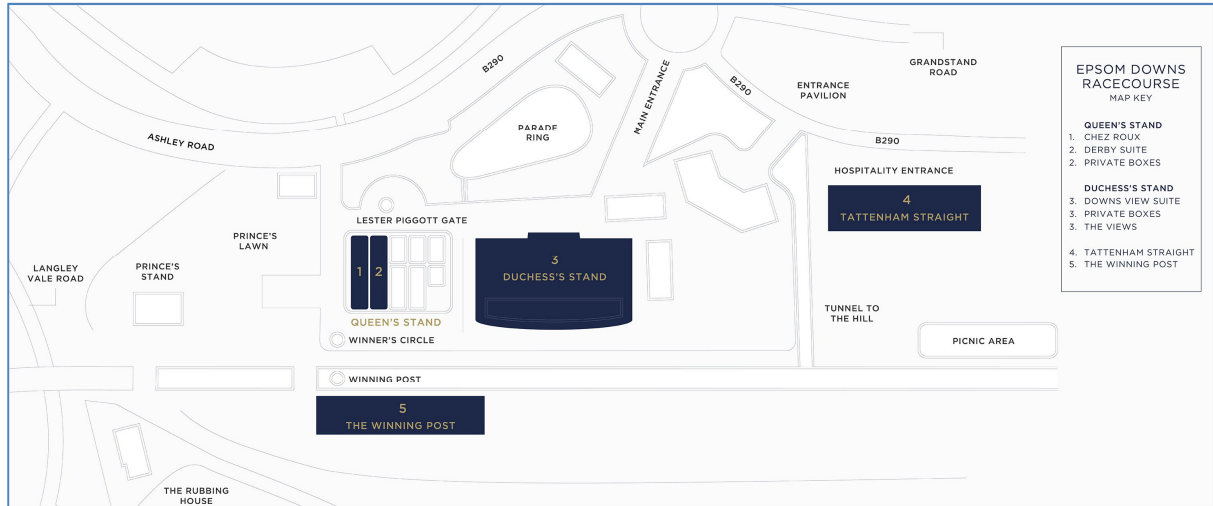 GRANDSTAND
ROAD
B290
MAIN ENTRANCE
B290
ENTRANCE
PAVILION
PARADE
RING
ASHLEY ROAD
B290
HOSPITALITY ENTRANCE
4
TATTENHAM STRAIGHT
LESTER PIGGOTT GATE
PRINCE'S
LAWN
LANGLEY
VALE ROAD
PRINCE'S
STAND
1
2
3
DUCHESS'S STAND
QUEEN'S STAND
WINNER'S CIRCLE
TUNNEL TO
THE HILL
PICNIC AREA
WINNING POST
5
THE WINNING POST
THE RUBBING
HOUSE
EPSOM DOWNS
RACECOURSE
MAP KEY
QUEEN'S STAND
1. CHEZ ROUX
2. DERBY SUITE
2. PRIVATE BOXES
DUCHESS'S STAND
3. DOWNS VIEW SUITE
3. PRIVATE BOXES
3. THE VIEWS
4. TATTENHAM STRAIGHT
5. THE WINNING POST